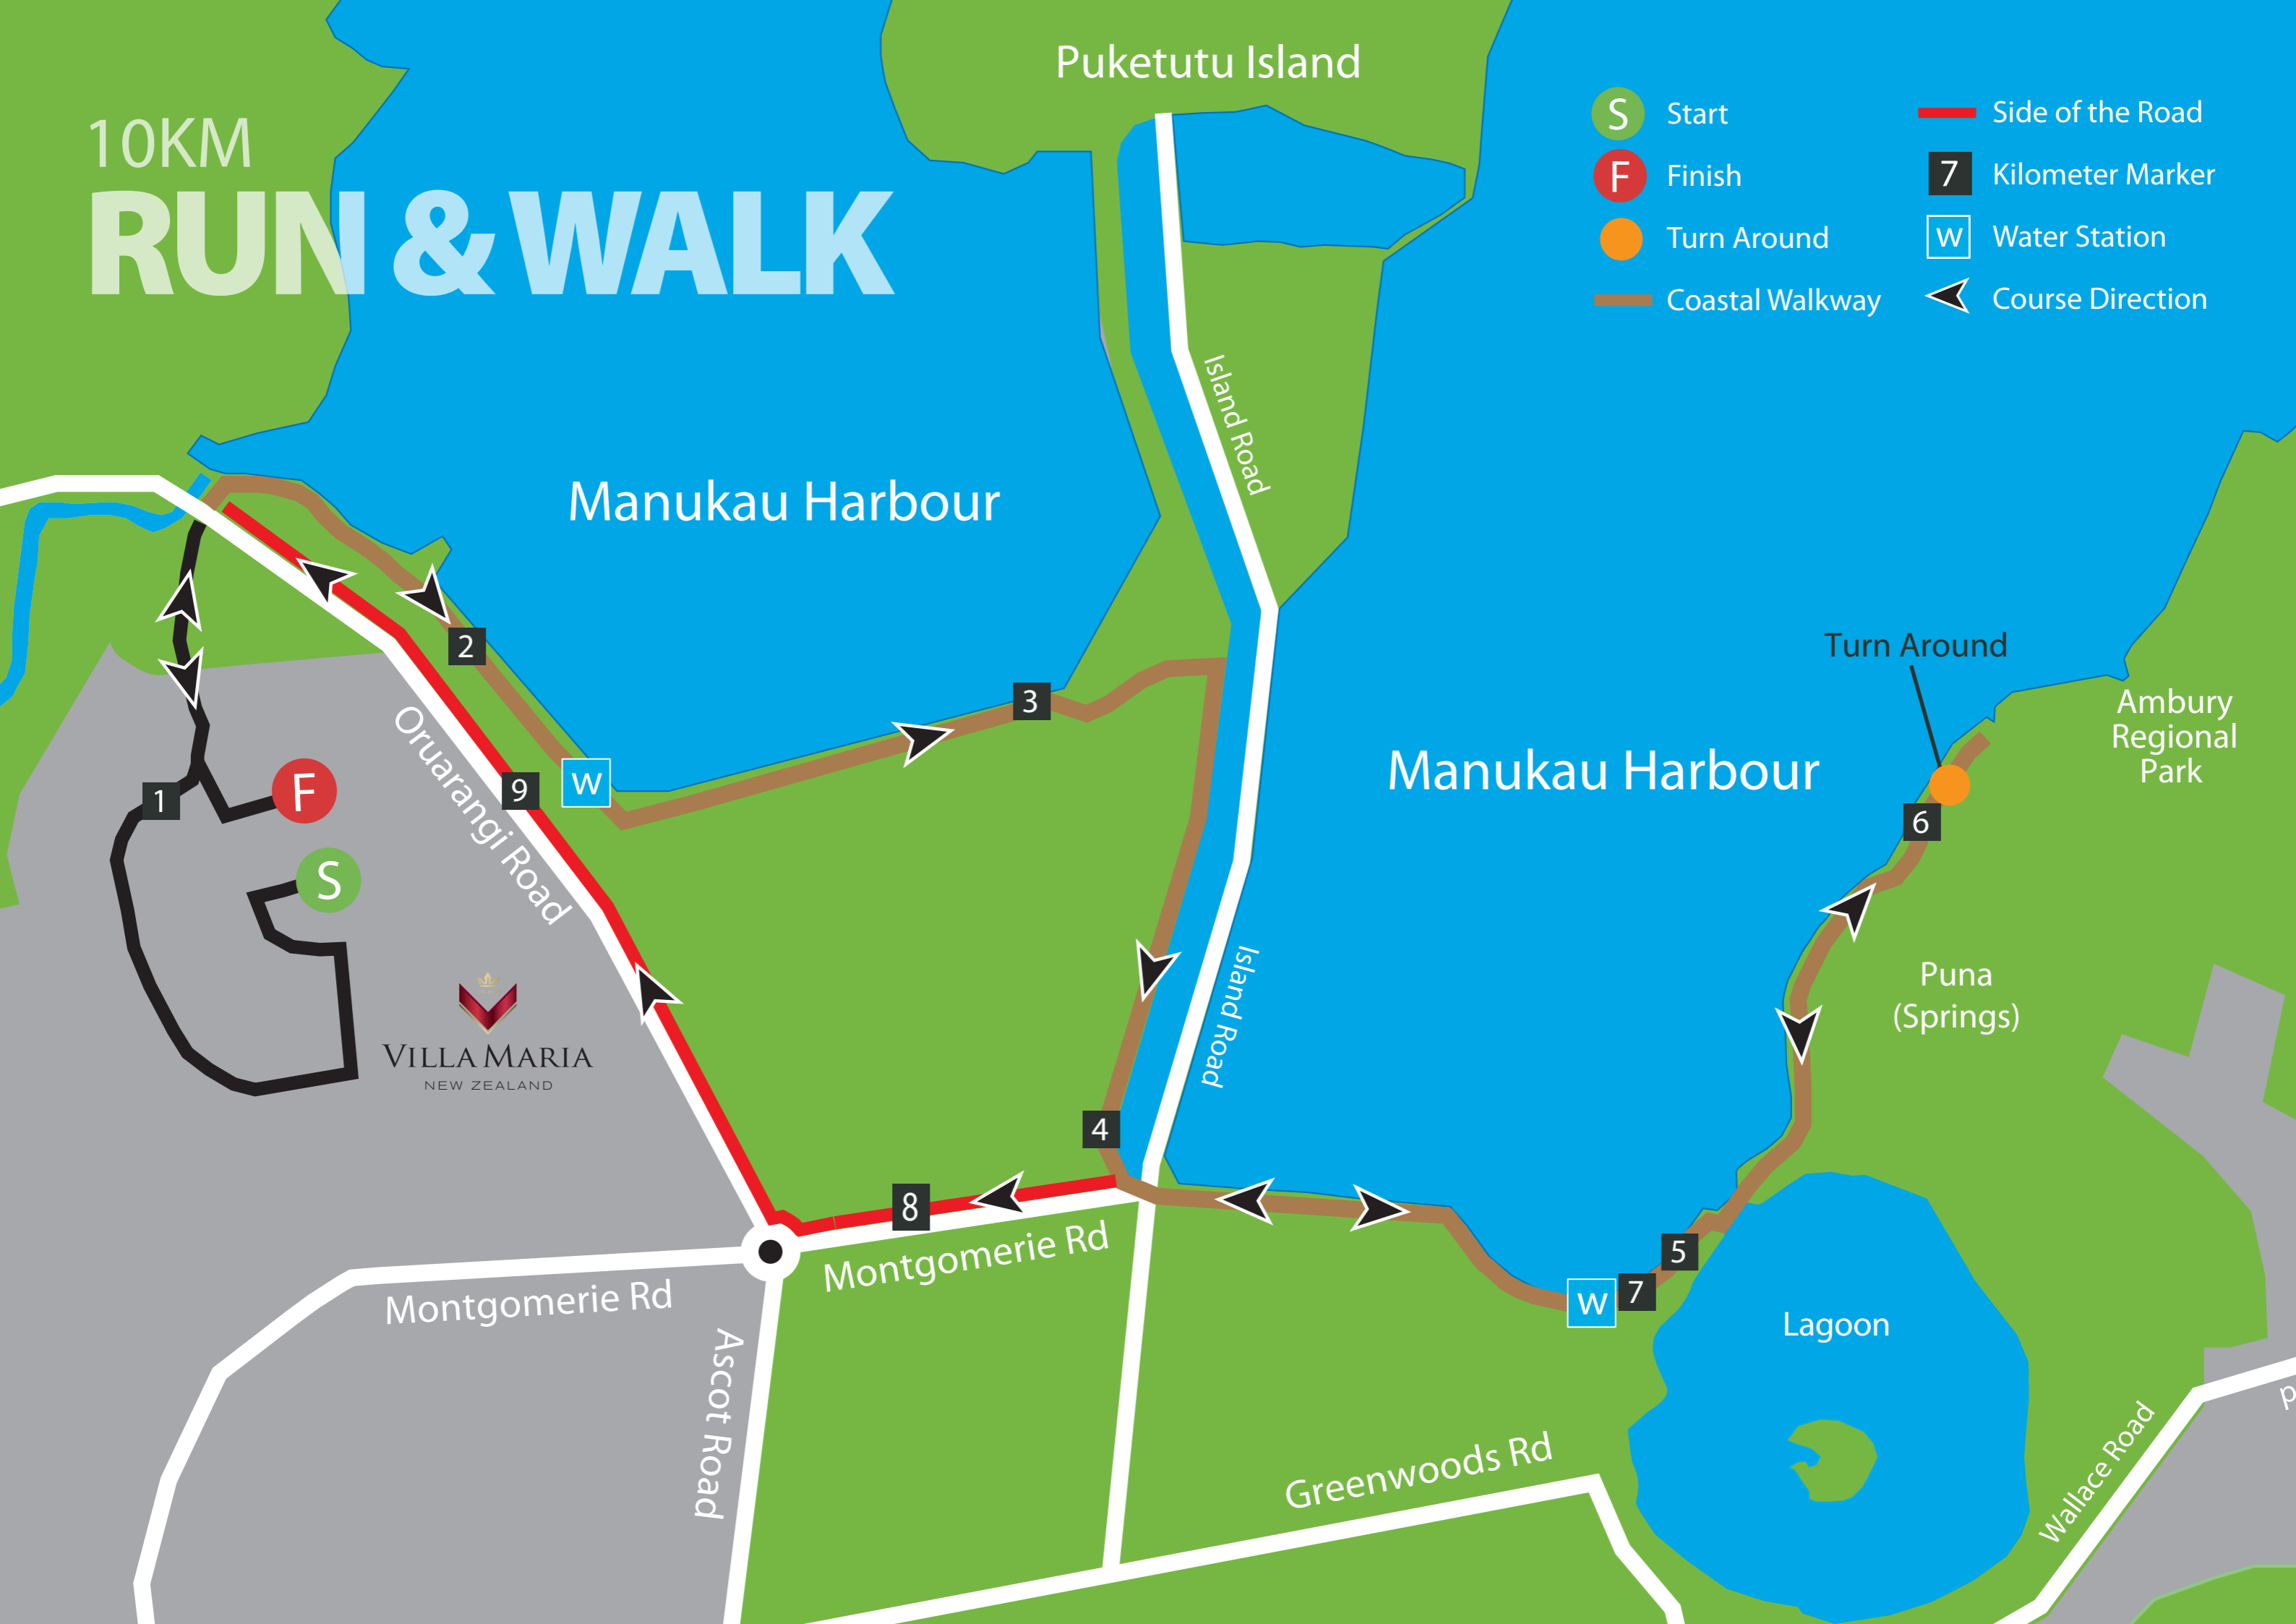 10KM
RUN & WALK
Puketutu Island
S Start
F Finish
Turn Around
Coastal Walkway
Side of the Road
7 Kilometer Marker
W Water Station
Course Direction
Island Road
Manukau Harbour
2
3
Turn Around
Ambury
Regional
Park
Manukau Harbour
Oruarangi Road
W
9
1
F
6
S
Island Road
Puna
(Springs)
VILLA MARIA
NEW ZEALAND
4
8
5
7
W
Montgomerie Rd
Montgomerie Rd
Ascot Road
Lagoon
Greenwoods Rd
Wallace Road